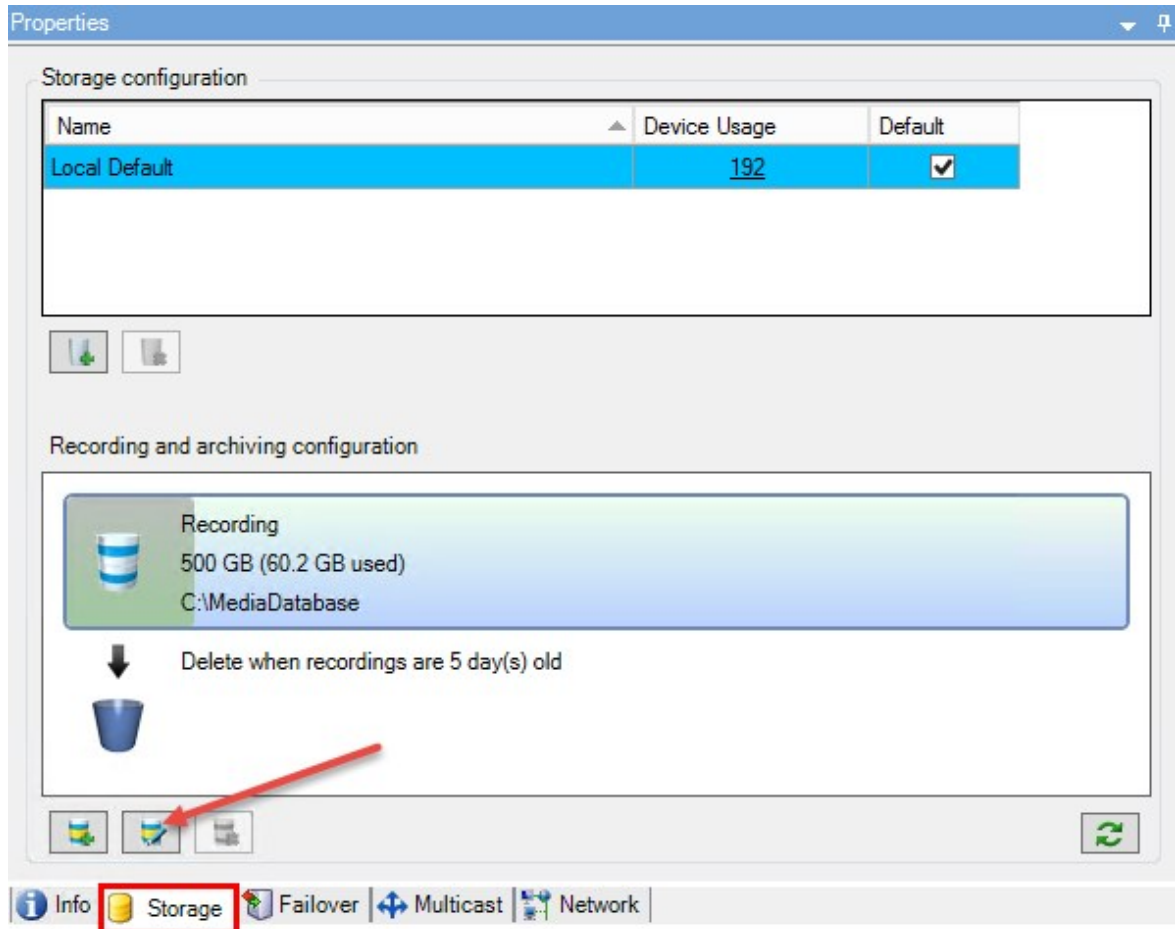 Properties
Storage configuration
Name Device Usage Default
Local Default 192
Recording and archiving configuration
Recording
500 GB (60.2 GB used)
C:\MediaDatabase
Delete when recordings are 5 day(s) old
Info Storage Failover Multicast Network